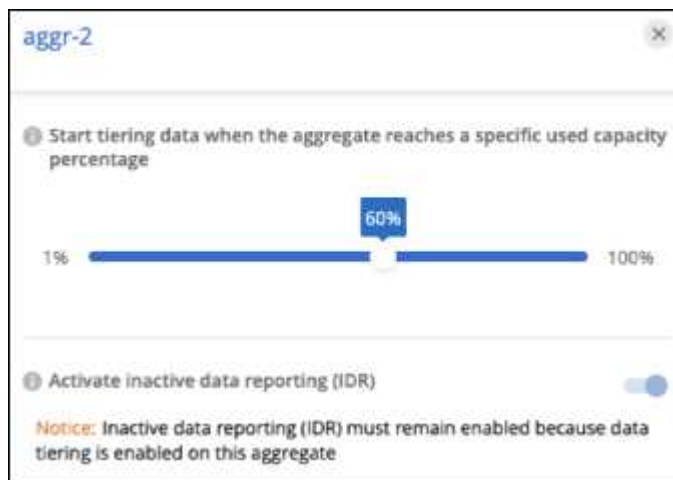 aggr-2
Start tiering data when the aggregate reaches a specific used capacity
percentage
60%
1%
100%
Activate inactive data reporting (IDR)
Notice: Inactive data reporting (IDR) must remain enabled because data
tiering is enabled on this aggregate